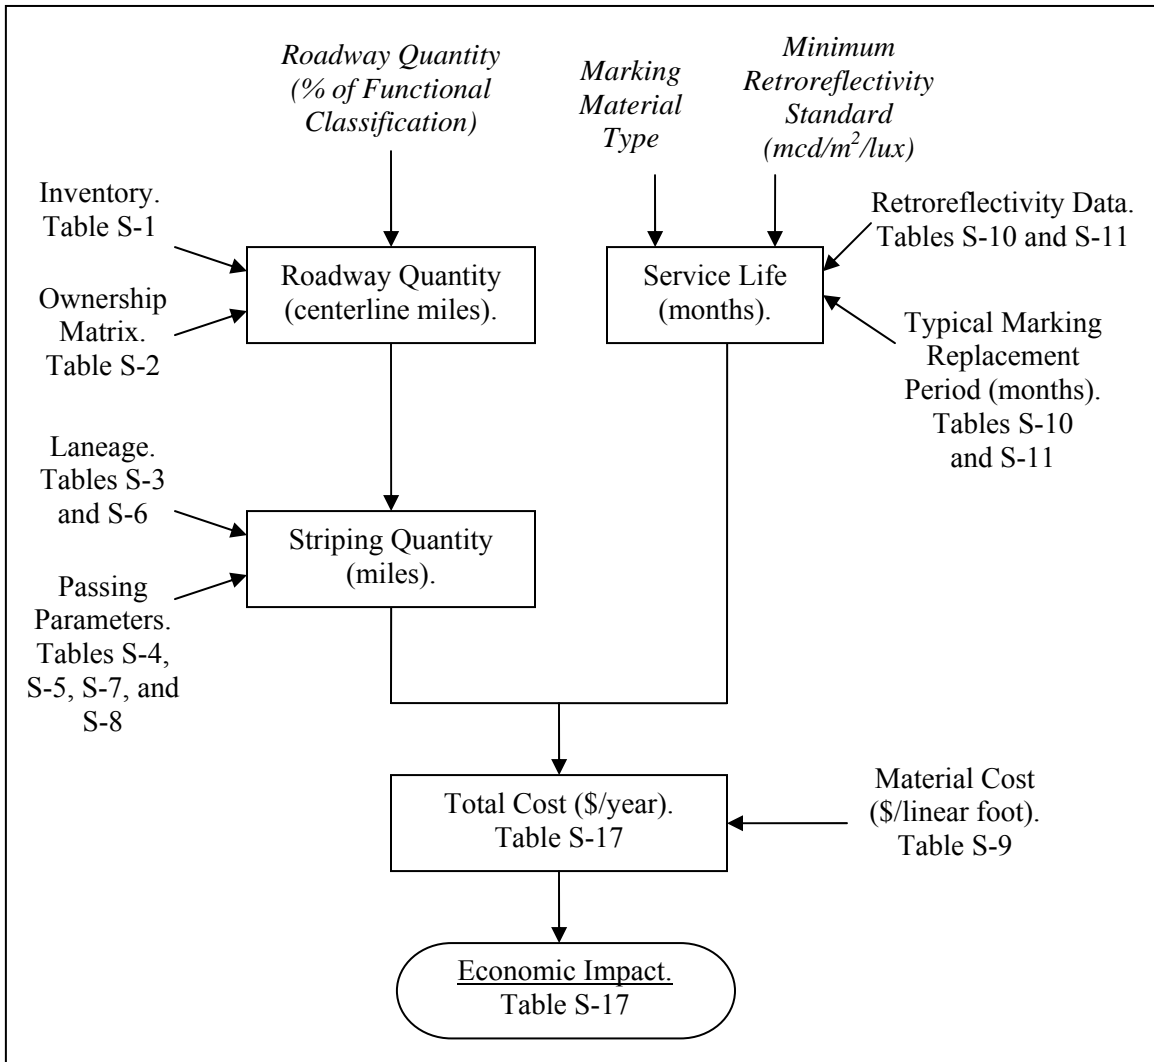 Roadway Quantity
(% of Functional
Classification)
Marking
Material
Type
Minimum
Retroreflectivity
Standard
(mcd/m²/lux)
Inventory.
Table S-1
Ownership
Matrix.
Table S-2
Roadway Quantity
(centerline miles).
Service Life
(months).
Retroreflectivity Data.
Tables S-10 and S-11
Typical Marking
Replacement
Period (months).
Tables S-10
and S-11
Laneage.
Tables S-3
and S-6
Passing
Parameters.
Tables S-4,
S-5, S-7, and
S-8
Striping Quantity
(miles).
Total Cost ($/year).
Table S-17
Material Cost
($/linear foot).
Table S-9
Economic Impact.
Table S-17